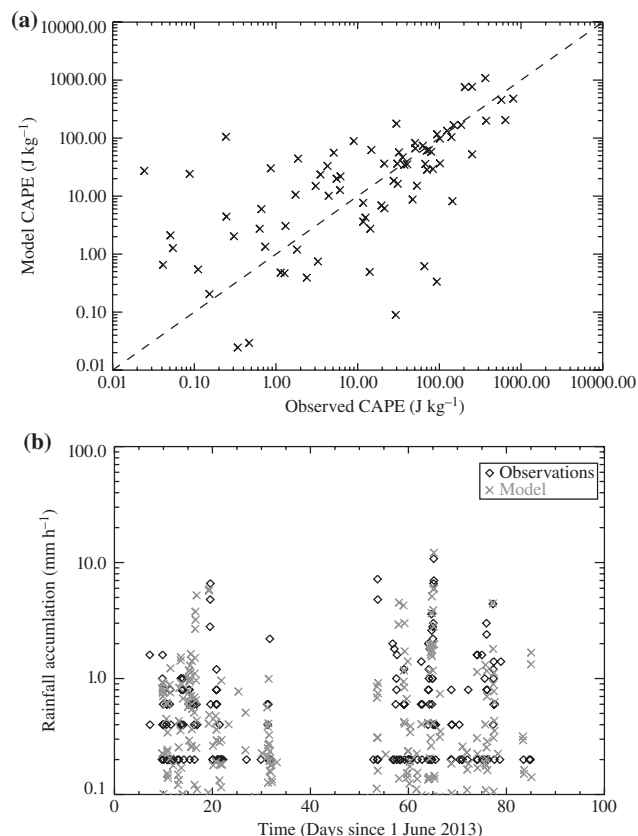 (a)
10000.00
1000.00
100.00
10.00
1.00
0.10
0.01
Model CAPE (J kg⁻¹)
0.01 0.10 1.00 10.00 100.00 1000.00 10000.00
Observed CAPE (J kg⁻¹)
(b)
100.0
10.0
1.0
0.1
Rainfall accumlation (mm h⁻¹)
Observations
Model
0 20 40 60 80 100
Time (Days since 1 June 2013)